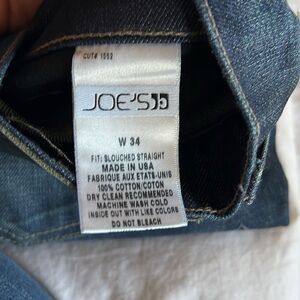 CUT# 1552
JOE'S
W 34
FIT: SLOUCHED STRAIGHT
MADE IN USA
FABRIQUE AUX ETATS-UNIS
100% COTTON/COTON
DRY CLEAN RECOMMENDED
MACHINE WASH COLD
INSIDE OUT WITH LIKE COLORS
DO NOT BLEACH